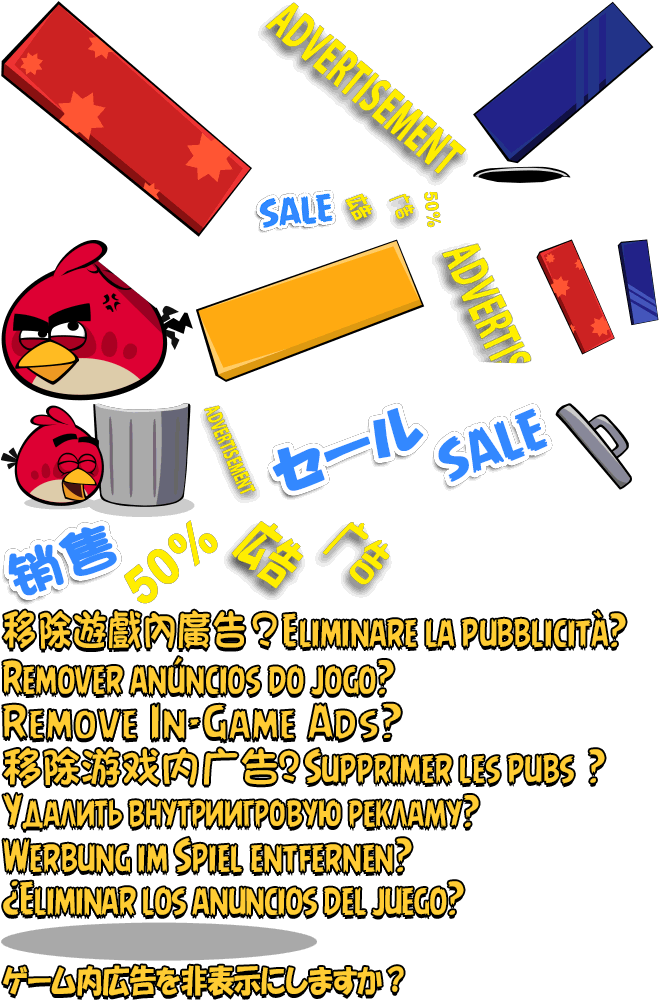 ADVERTISEMENT
SALE 広告 广告 50%
ADVERTIS
ADVERTISEMENT
セール SALE
销售 50% 広告 广告
移除遊戲內廣告？ Eliminare la pubblicità?
Remover anúncios do jogo?
Remove In-Game Ads?
移除游戏内广告? Supprimer les pubs ?
Удалить внутриигровую рекламу?
Werbung im Spiel entfernen?
¿Eliminar los anuncios del juego?
ゲーム内広告を非表示にしますか？